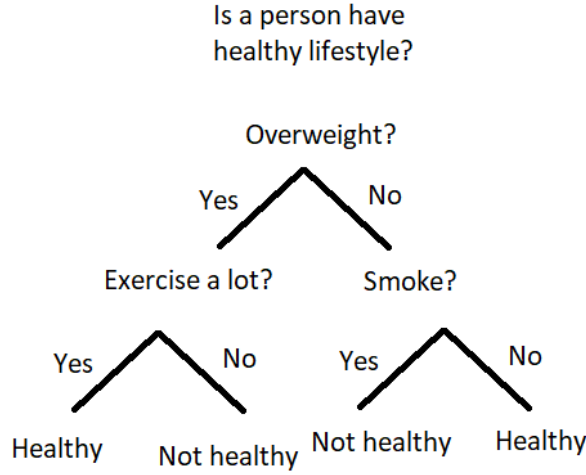 Is a person have
healthy lifestyle?
Overweight?
Yes
No
Exercise a lot?
Smoke?
Yes
No
Yes
No
Healthy
Not healthy
Not healthy
Healthy